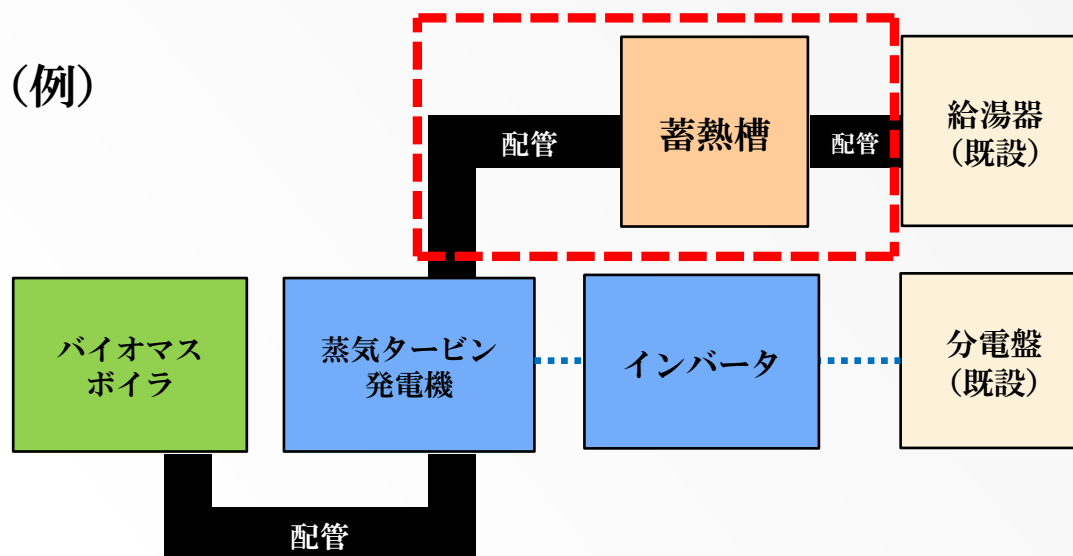 (例)
配管
蓄熱槽
配管
給湯器
(既設)
バイオマス
ボイラ
蒸気タービン
発電機
インバータ
分電盤
(既設)
配管